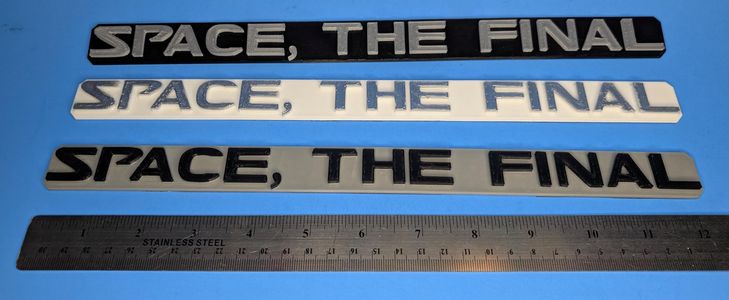 SPACE, THE FINAL
SPACE, THE FINAL
SPACE, THE FINAL
1 2 3 4 5 6 7 8 9 10 11 12
STAINLESS STEEL